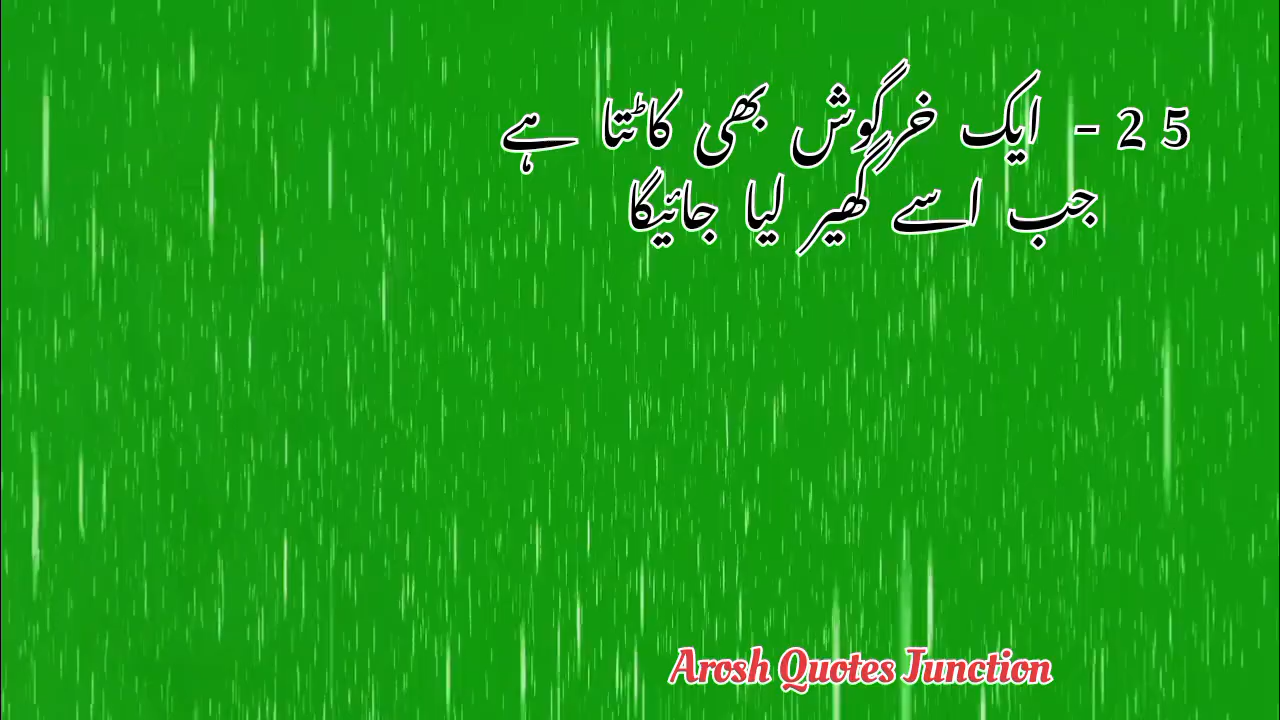 25 - ایک خرگوش بھی کاٹتا ہے
جب اسے گھیر لیا جائیگا
Arosh Quotes Junction